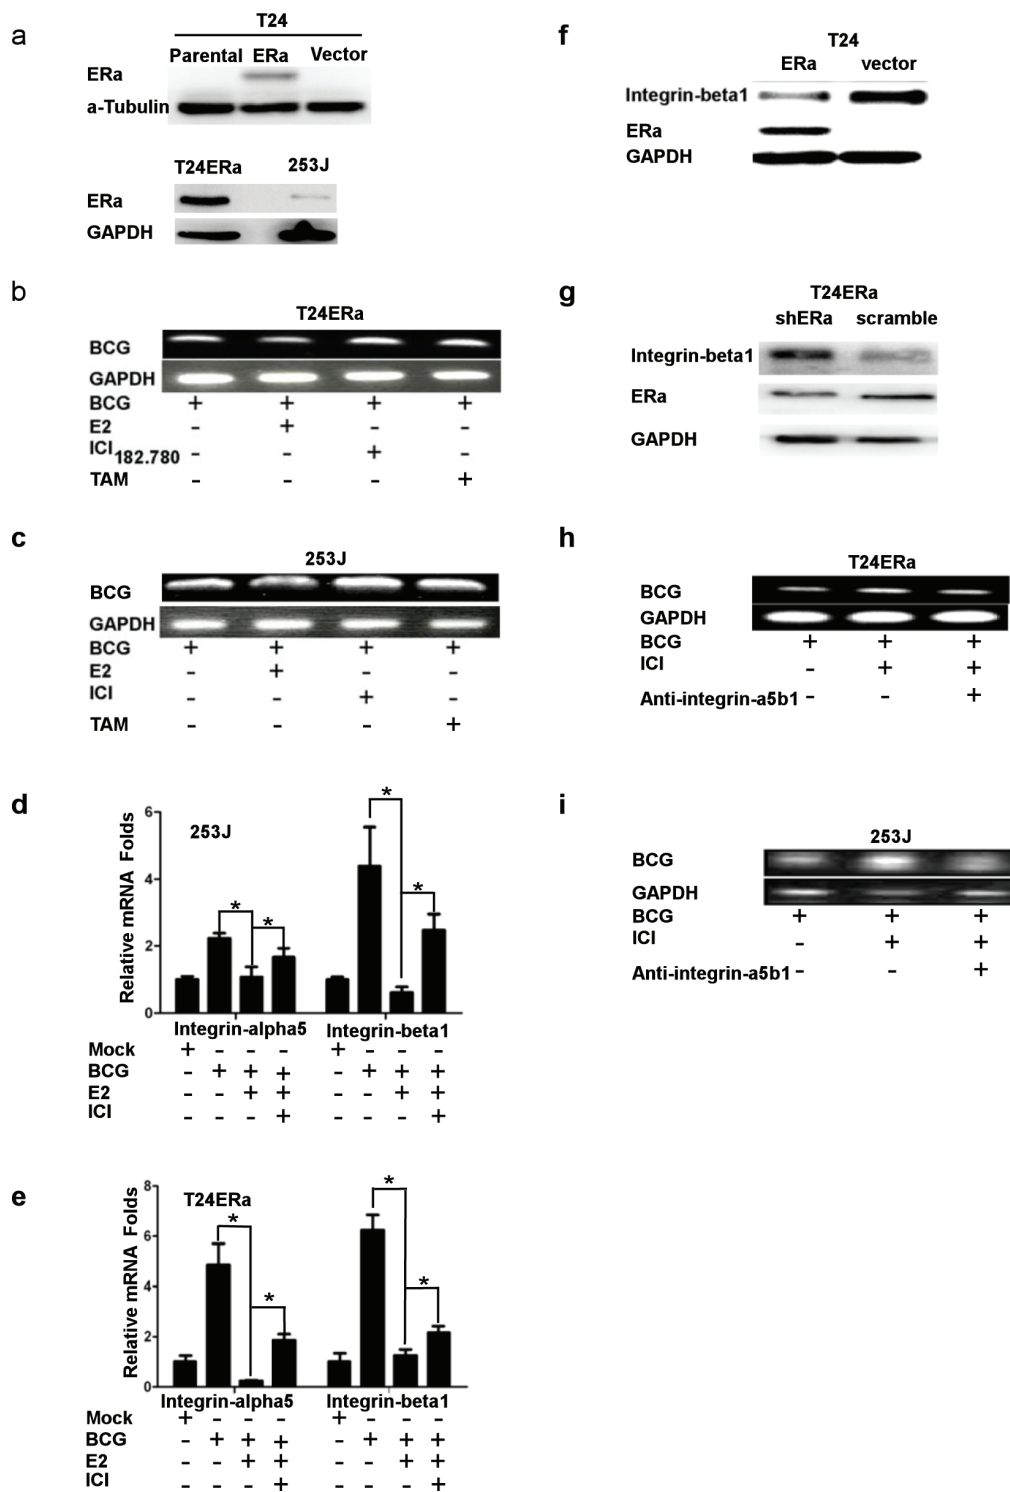 a
T24
Parental ERa Vector
ERa
a-Tubulin
T24ERa 253J
ERa
GAPDH
b
T24ERa
BCG
GAPDH
BCG + + + +
E2 - + - -
ICI182.780 - - + -
TAM - - - +
c
253J
BCG
GAPDH
BCG + + + +
E2 - + - -
ICI - - + -
TAM - - - +
d
Relative mRNA Folds
6
4
2
0
253J
* * * *
Integrin-alpha5 Integrin-beta1
Mock + - - - + - - -
BCG - + + + - + + +
E2 - - + + - - + +
ICI - - - + - - - +
e
Relative mRNA Folds
8
6
4
2
0
T24ERa
* * * *
Integrin-alpha5 Integrin-beta1
Mock + - - - + - - -
BCG - + + + - + + +
E2 - - + + - - + +
ICI - - - + - - - +
f
T24
ERa vector
Integrin-beta1
ERa
GAPDH
g
T24ERa
shERa scramble
Integrin-beta1
ERa
GAPDH
h
T24ERa
BCG
GAPDH
BCG + + +
ICI - + +
Anti-integrin-a5b1 - - +
i
253J
BCG
GAPDH
BCG + + +
ICI - + +
Anti-integrin-a5b1 - - +